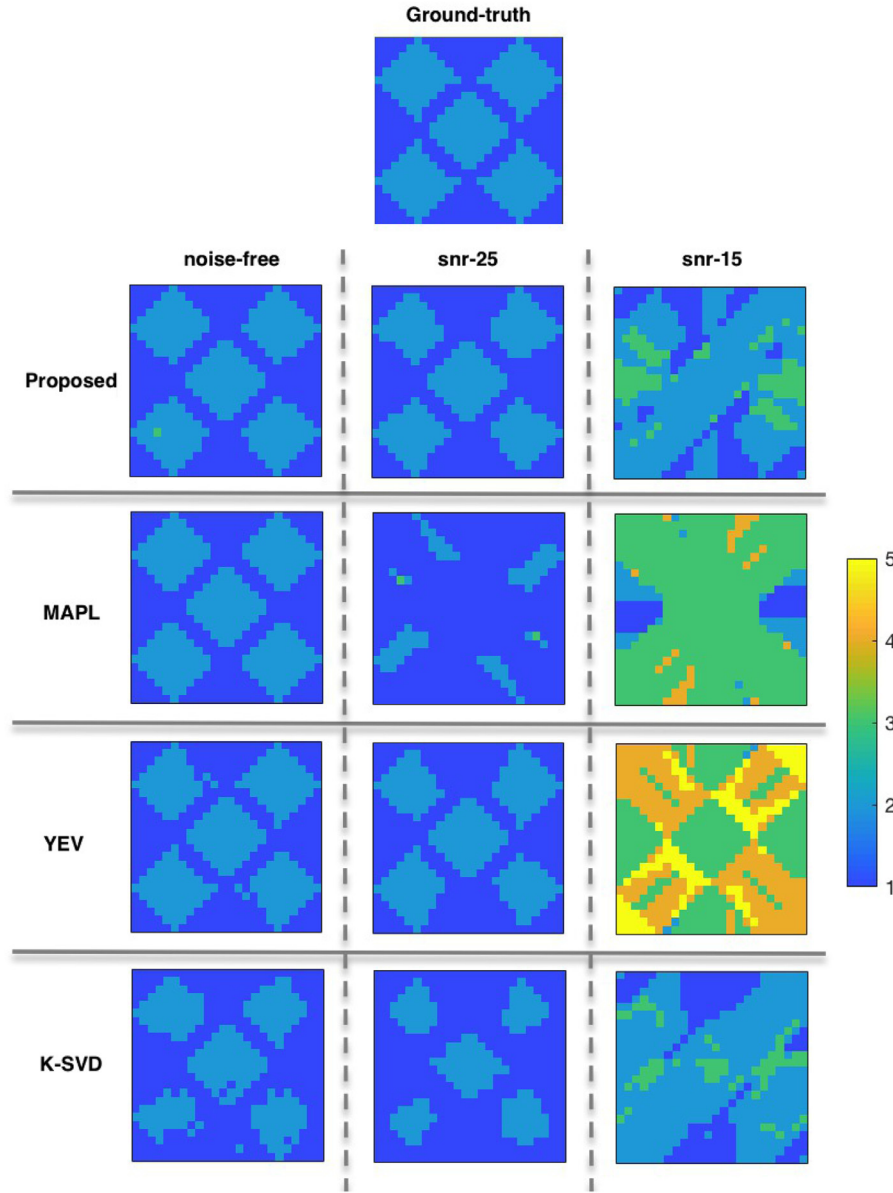 Ground-truth
noise-free
snr-25
snr-15
Proposed
MAPL
YEV
K-SVD
5
4
3
2
1